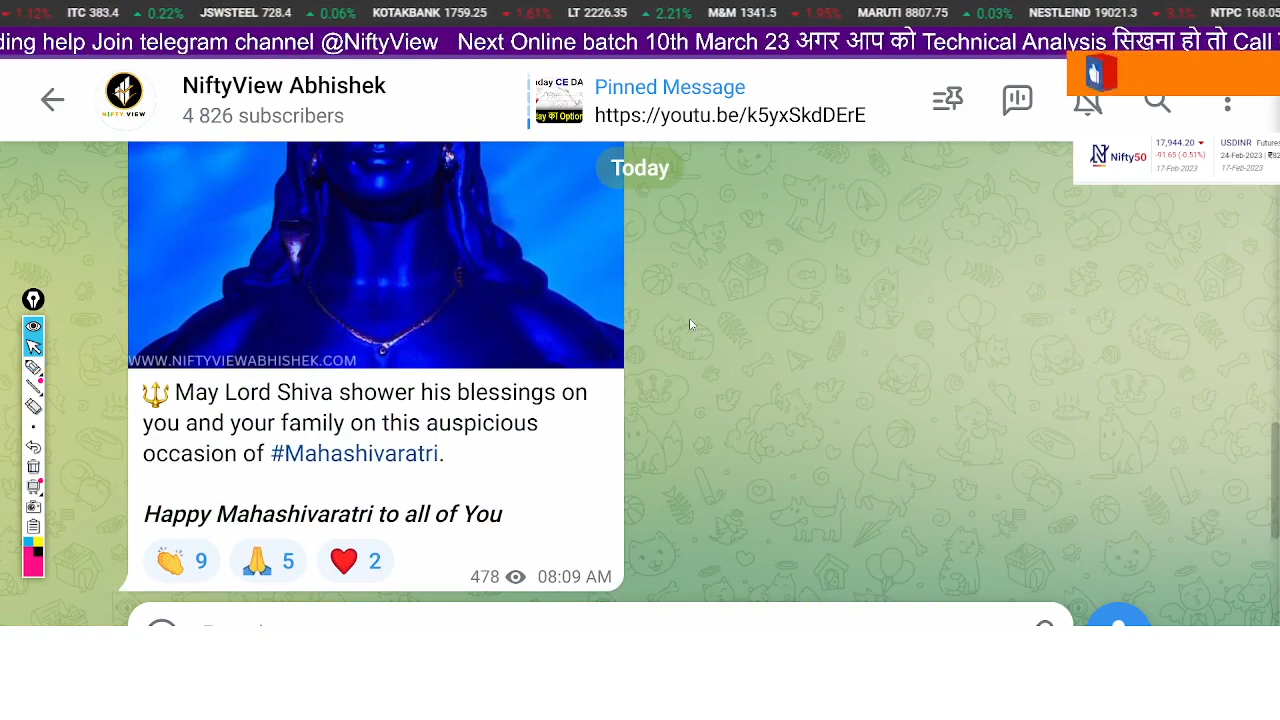 1.12% ITC 383.4 0.22% JSWSTEEL 728.4 0.06% KOTAKBANK 1759.25 1.61% LT 2226.35 2.21% M&M 1341.5 1.95% MARUTI 8807.75 0.03% NESTLEIND 19021.3 3.1% NTPC 168.05
ding help Join telegram channel @NiftyView Next Online batch 10th March 23 अगर आप को Technical Analysis सिखना हो तो Call
NiftyView Abhishek
4 826 subscribers
NIFTY VIEW
Pinned Message
https://youtu.be/k5yxSkdDErE
Nifty50
17,944.20
-91.65 (-0.51%)
17-Feb-2023
USDINR Future
24-Feb-2023 | ₹82
17-Feb-2023
Today
WWW.NIFTYVIEWABHISHEK.COM
🔱 May Lord Shiva shower his blessings on
you and your family on this auspicious
occasion of #Mahashivaratri.
Happy Mahashivaratri to all of You
👏 9 🙏 5 ❤️ 2
478 08:09 AM